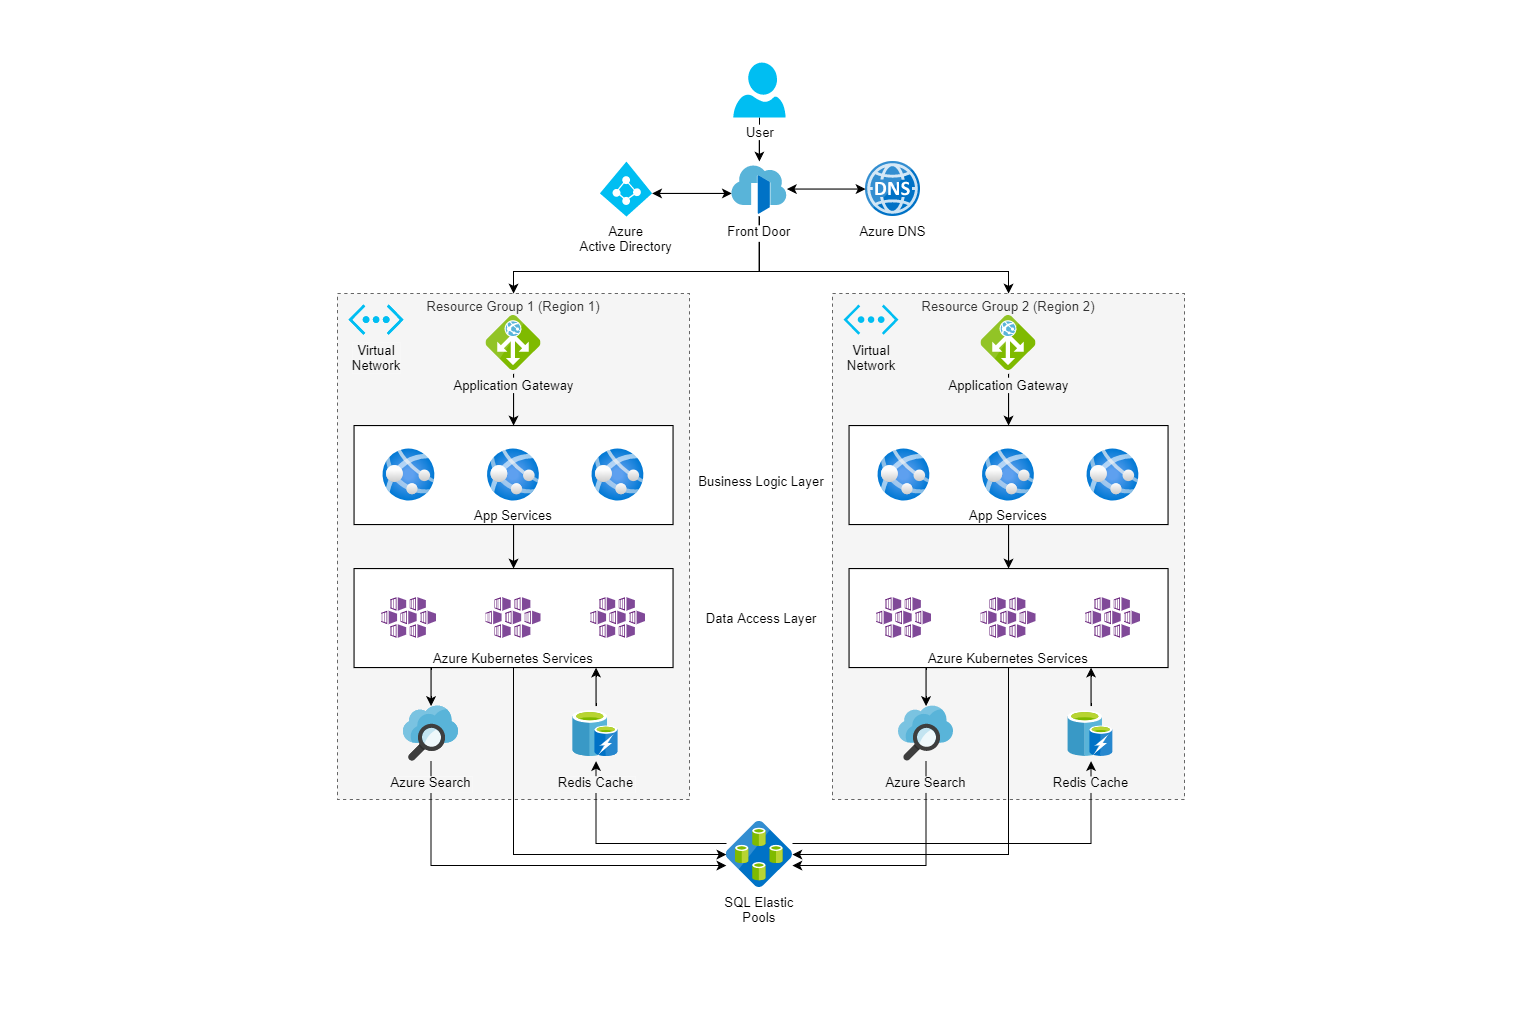 User
DNS
Azure
Active Directory
Front Door
Azure DNS
Resource Group 1 (Region 1)
Virtual
Network
Application Gateway
App Services
Azure Kubernetes Services
Azure Search
Redis Cache
Business Logic Layer
Data Access Layer
Resource Group 2 (Region 2)
Virtual
Network
Application Gateway
App Services
Azure Kubernetes Services
Azure Search
Redis Cache
SQL Elastic
Pools